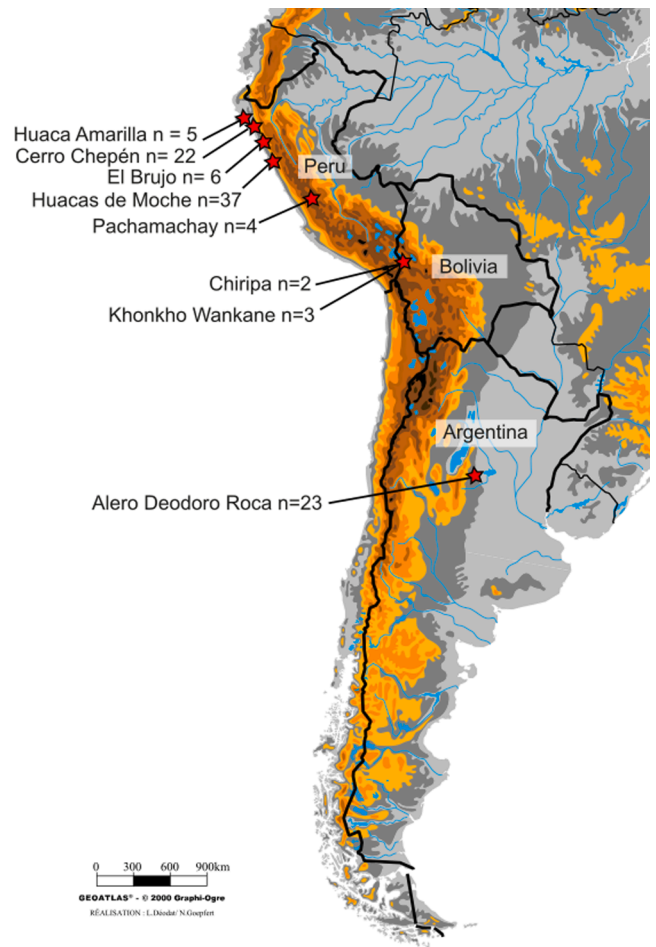 Huaca Amarilla n = 5
Cerro Chepén n= 22
El Brujo n= 6
Peru
Huacas de Moche n=37
Pachamachay n=4
Bolivia
Chiripa n=2
Khonkho Wankane n=3
Argentina
Alero Deodoro Roca n=23
0 300 600 900km
GEOATLAS® - © 2000 Graphi-Ogre
RÉALISATION : L.Déodat/ N.Goepfert